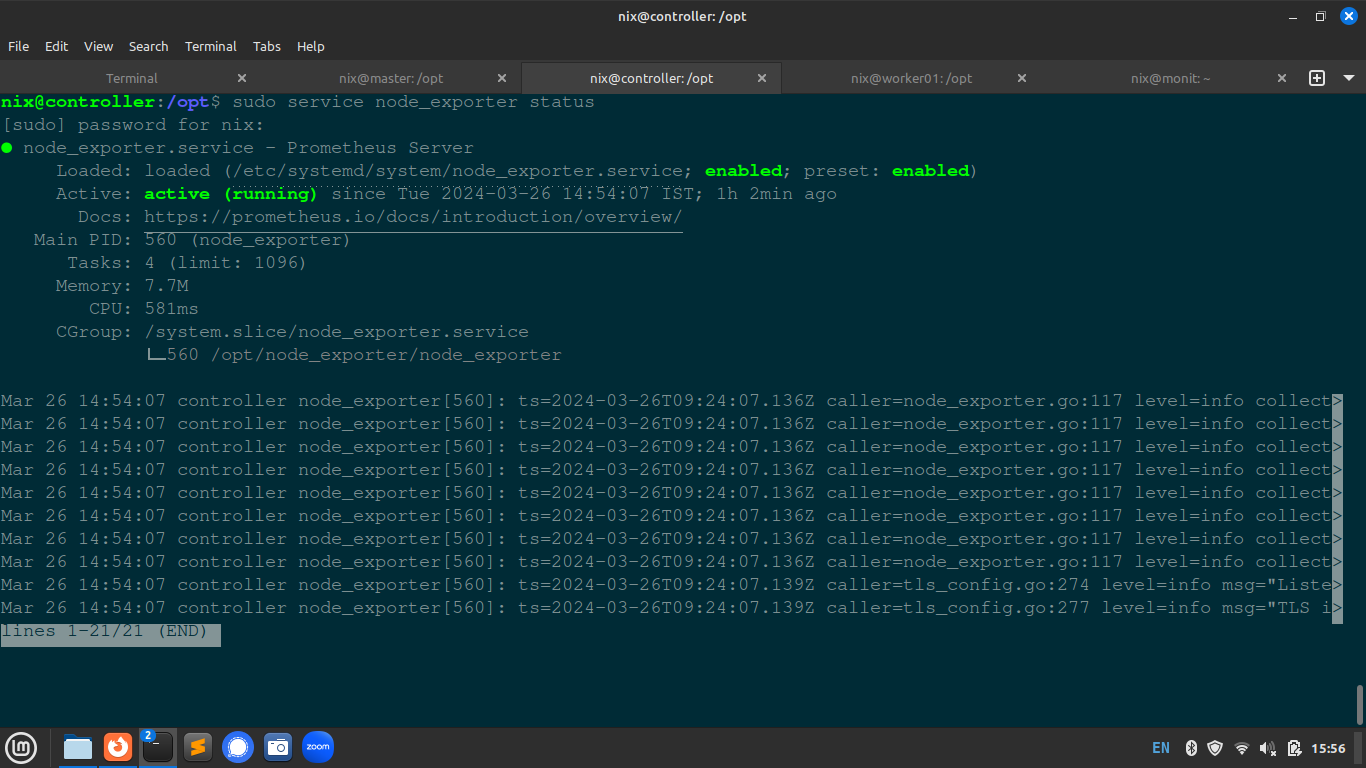 nix@controller: /opt
File Edit View Search Terminal Tabs Help
Terminal nix@master: /opt nix@controller: /opt nix@worker01: /opt nix@monit: ~
nix@controller:/opt$ sudo service node_exporter status
[sudo] password for nix:
● node_exporter.service - Prometheus Server
Loaded: loaded (/etc/systemd/system/node_exporter.service; enabled; preset: enabled)
Active: active (running) since Tue 2024-03-26 14:54:07 IST; 1h 2min ago
Docs: https://prometheus.io/docs/introduction/overview/
Main PID: 560 (node_exporter)
Tasks: 4 (limit: 1096)
Memory: 7.7M
CPU: 581ms
CGroup: /system.slice/node_exporter.service
└─560 /opt/node_exporter/node_exporter
Mar 26 14:54:07 controller node_exporter[560]: ts=2024-03-26T09:24:07.136Z caller=node_exporter.go:117 level=info collect>
Mar 26 14:54:07 controller node_exporter[560]: ts=2024-03-26T09:24:07.136Z caller=node_exporter.go:117 level=info collect>
Mar 26 14:54:07 controller node_exporter[560]: ts=2024-03-26T09:24:07.136Z caller=node_exporter.go:117 level=info collect>
Mar 26 14:54:07 controller node_exporter[560]: ts=2024-03-26T09:24:07.136Z caller=node_exporter.go:117 level=info collect>
Mar 26 14:54:07 controller node_exporter[560]: ts=2024-03-26T09:24:07.136Z caller=node_exporter.go:117 level=info collect>
Mar 26 14:54:07 controller node_exporter[560]: ts=2024-03-26T09:24:07.136Z caller=node_exporter.go:117 level=info collect>
Mar 26 14:54:07 controller node_exporter[560]: ts=2024-03-26T09:24:07.136Z caller=node_exporter.go:117 level=info collect>
Mar 26 14:54:07 controller node_exporter[560]: ts=2024-03-26T09:24:07.136Z caller=node_exporter.go:117 level=info collect>
Mar 26 14:54:07 controller node_exporter[560]: ts=2024-03-26T09:24:07.139Z caller=tls_config.go:274 level=info msg="Liste>
Mar 26 14:54:07 controller node_exporter[560]: ts=2024-03-26T09:24:07.139Z caller=tls_config.go:277 level=info msg="TLS i>
lines 1-21/21 (END)
2 zoom EN 15:56